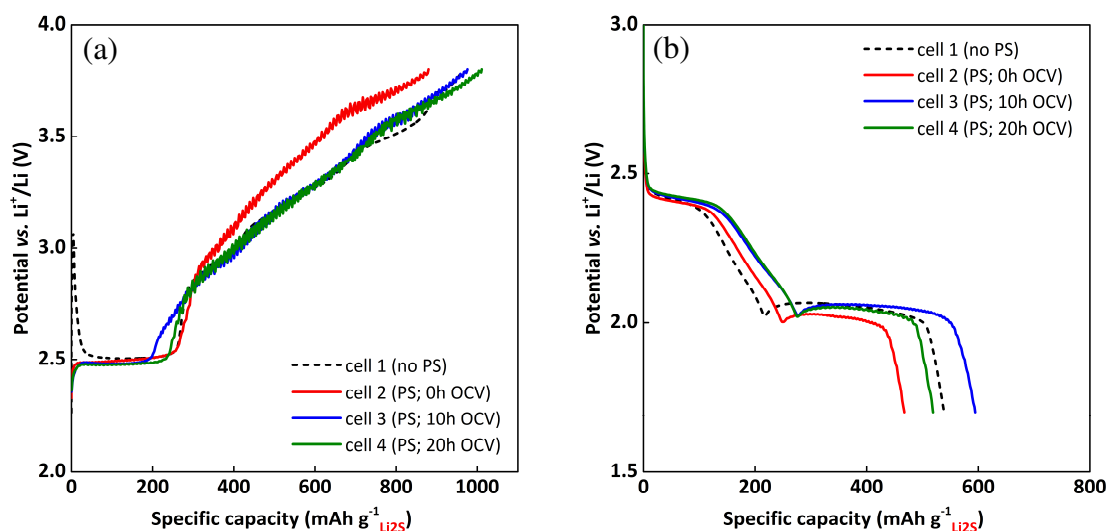 (a)
4.0
3.5
3.0
2.5
2.0
Potential vs. Li⁺/Li (V)
0 200 400 600 800 1000
Specific capacity (mAh g⁻¹ Li2S)
cell 1 (no PS)
cell 2 (PS; 0h OCV)
cell 3 (PS; 10h OCV)
cell 4 (PS; 20h OCV)
(b)
3.0
2.5
2.0
1.5
Potential vs. Li⁺/Li (V)
0 200 400 600 800
Specific capacity (mAh g⁻¹ Li2S)
cell 1 (no PS)
cell 2 (PS; 0h OCV)
cell 3 (PS; 10h OCV)
cell 4 (PS; 20h OCV)